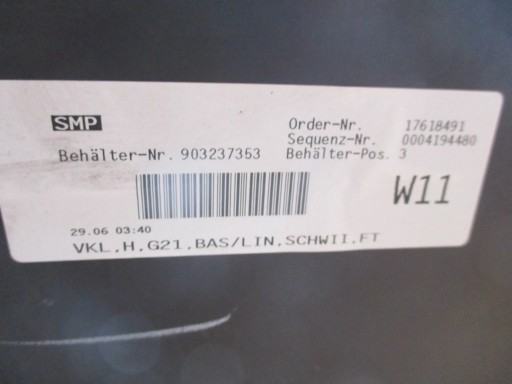 SMP
Order-Nr. 17618491
Sequenz-Nr. 0004194480
Behälter-Nr. 903237353 Behälter-Pos. 3
W11
29.06 03:40
VKL,H,G21,BAS/LIN,SCHWII,FT